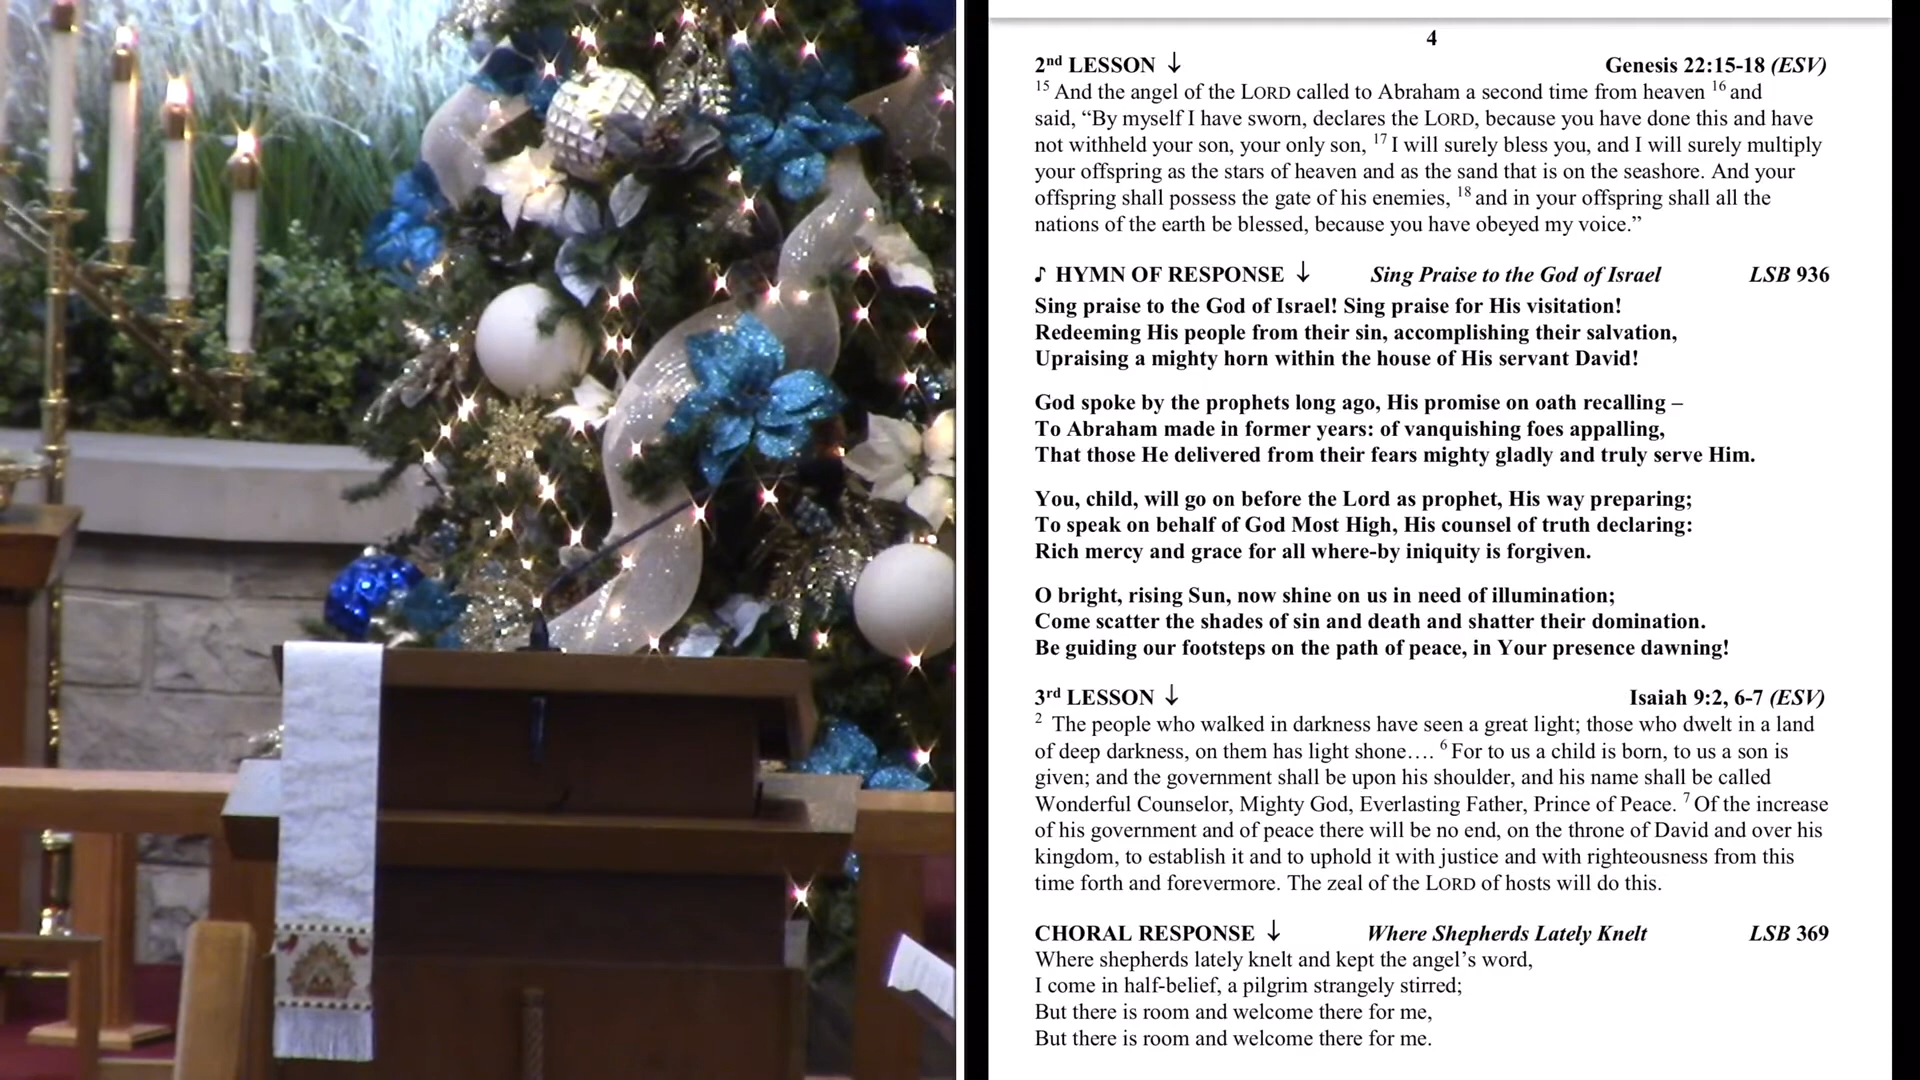 4
2nd LESSON ↓ Genesis 22:15-18 (ESV)
15 And the angel of the LORD called to Abraham a second time from heaven 16 and
said, “By myself I have sworn, declares the LORD, because you have done this and have
not withheld your son, your only son, 17 I will surely bless you, and I will surely multiply
your offspring as the stars of heaven and as the sand that is on the seashore. And your
offspring shall possess the gate of his enemies, 18 and in your offspring shall all the
nations of the earth be blessed, because you have obeyed my voice.”
♪ HYMN OF RESPONSE ↓ Sing Praise to the God of Israel LSB 936
Sing praise to the God of Israel! Sing praise for His visitation!
Redeeming His people from their sin, accomplishing their salvation,
Upraising a mighty horn within the house of His servant David!
God spoke by the prophets long ago, His promise on oath recalling –
To Abraham made in former years: of vanquishing foes appalling,
That those He delivered from their fears mighty gladly and truly serve Him.
You, child, will go on before the Lord as prophet, His way preparing;
To speak on behalf of God Most High, His counsel of truth declaring:
Rich mercy and grace for all where-by iniquity is forgiven.
O bright, rising Sun, now shine on us in need of illumination;
Come scatter the shades of sin and death and shatter their domination.
Be guiding our footsteps on the path of peace, in Your presence dawning!
3rd LESSON ↓ Isaiah 9:2, 6-7 (ESV)
2 The people who walked in darkness have seen a great light; those who dwelt in a land
of deep darkness, on them has light shone…. 6 For to us a child is born, to us a son is
given; and the government shall be upon his shoulder, and his name shall be called
Wonderful Counselor, Mighty God, Everlasting Father, Prince of Peace. 7 Of the increase
of his government and of peace there will be no end, on the throne of David and over his
kingdom, to establish it and to uphold it with justice and with righteousness from this
time forth and forevermore. The zeal of the LORD of hosts will do this.
CHORAL RESPONSE ↓ Where Shepherds Lately Knelt LSB 369
Where shepherds lately knelt and kept the angel’s word,
I come in half-belief, a pilgrim strangely stirred;
But there is room and welcome there for me,
But there is room and welcome there for me.